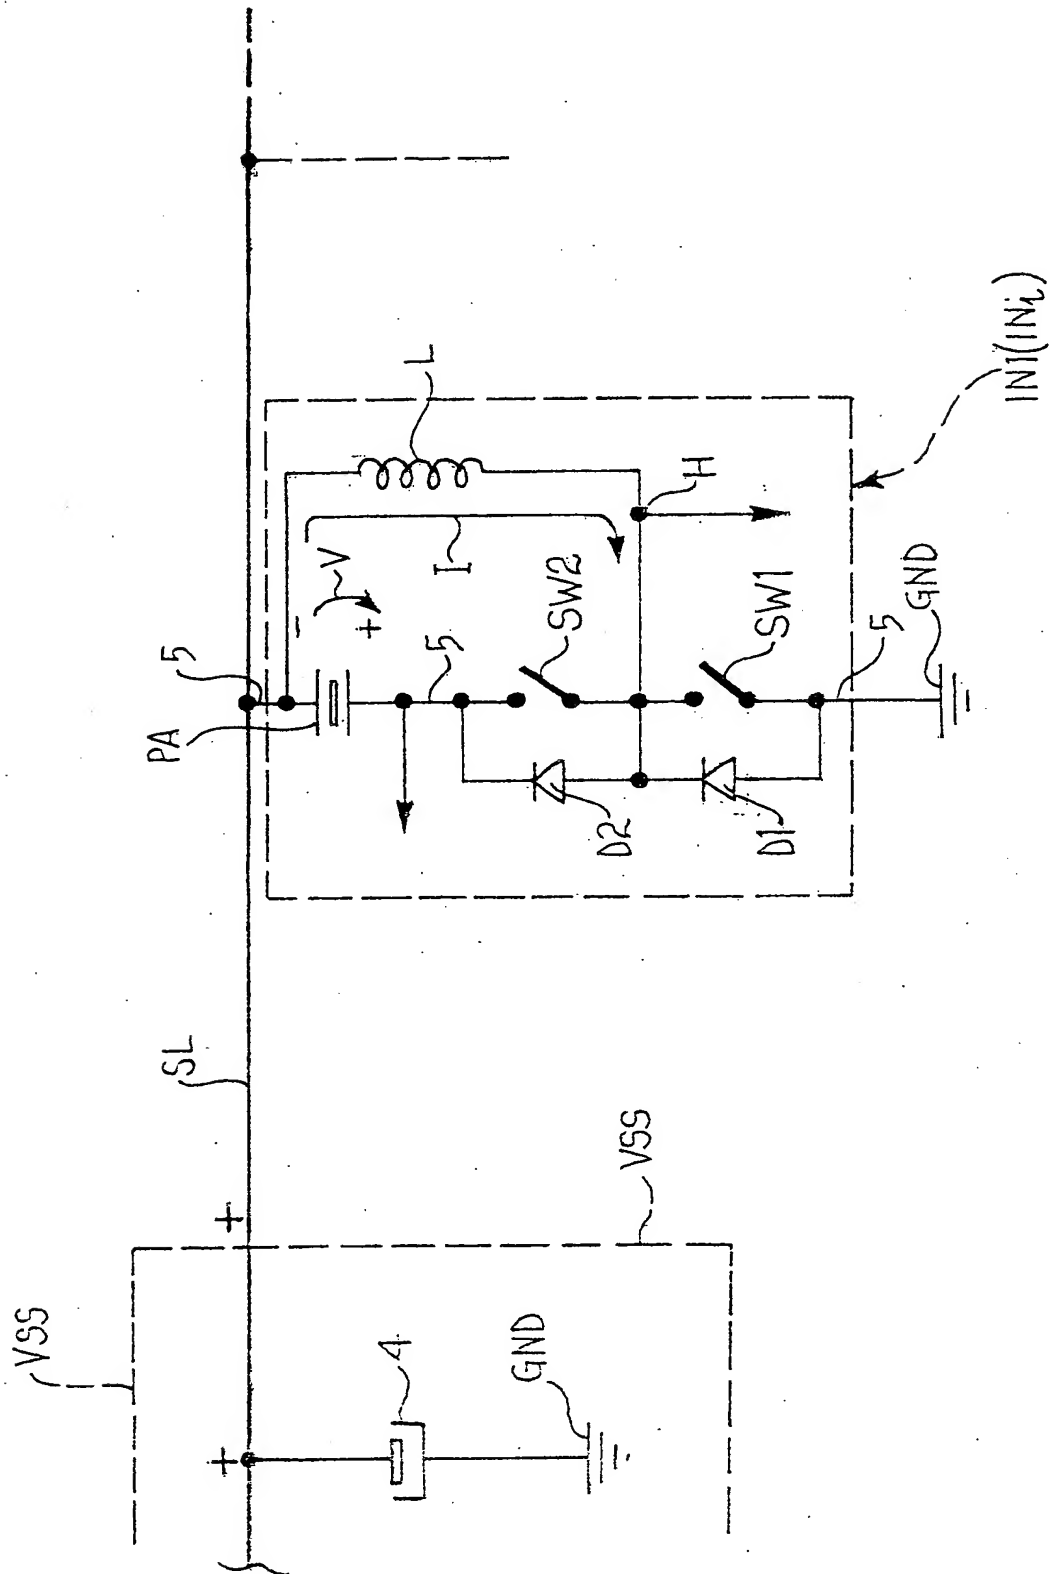 VSS
+
+
4
GND
VSS
SL
PA
5
-
V
+
I
L
5
SW2
H
D2
SW1
D1
5
GND
IN1(INi)